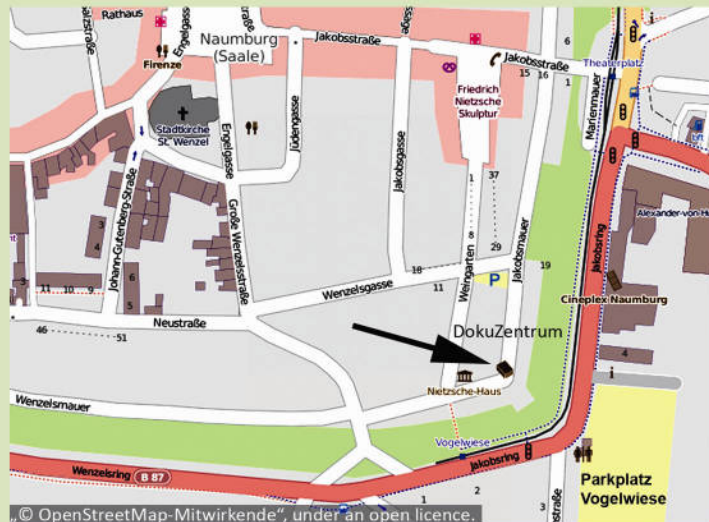 Rathaus
Firenze
Engelgasse
Naumburg
(Saale)
Jakobsstraße
Jakobsstraße
6
15 16
1
Theaterplatz
Marienmauer
Friedrich
Nietzsche
Skulptur
Stadtkirche
St. Wenzel
Engelgasse
Jüdengasse
Jakobsgasse
1
37
8
29
Weingarten
Jakobsmauer
19
Jakobsring
Johann-Gutenberg-Straße
Große Wenzelsstraße
3
4
3
11 10 9
6
5
18
11
P
Wenzelsgasse
Neustraße
46
51
Cineplex Naumburg
DokuZentrum
4
i
i
Nietzsche-Haus
Wenzelsmauer
Vogelwiese
Jakobsring
Wenzelsring
B 87
Parkplatz
Vogelwiese
1
2
3
„© OpenStreetMap-Mitwirkende“, under an open licence.